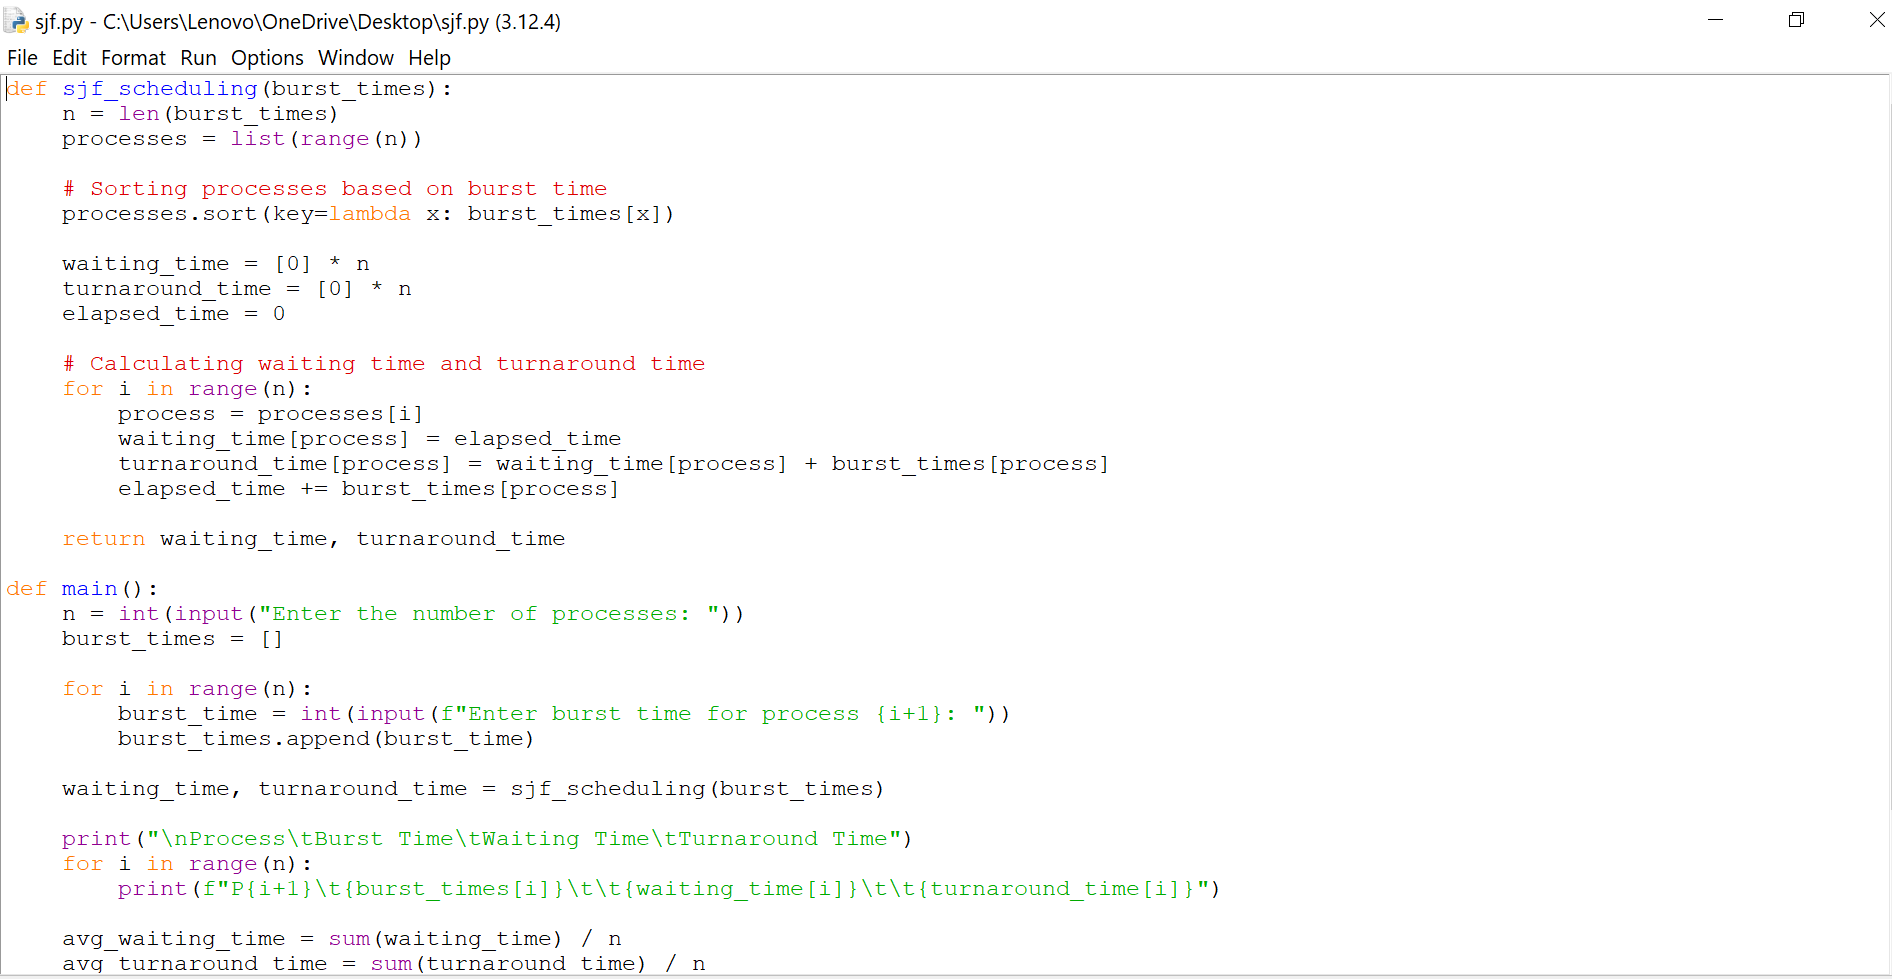 sjf.py - C:\Users\Lenovo\OneDrive\Desktop\sjf.py (3.12.4)
File Edit Format Run Options Window Help
def sjf_scheduling(burst_times):
    n = len(burst_times)
    processes = list(range(n))

    # Sorting processes based on burst time
    processes.sort(key=lambda x: burst_times[x])

    waiting_time = [0] * n
    turnaround_time = [0] * n
    elapsed_time = 0

    # Calculating waiting time and turnaround time
    for i in range(n):
        process = processes[i]
        waiting_time[process] = elapsed_time
        turnaround_time[process] = waiting_time[process] + burst_times[process]
        elapsed_time += burst_times[process]

    return waiting_time, turnaround_time

def main():
    n = int(input("Enter the number of processes: "))
    burst_times = []

    for i in range(n):
        burst_time = int(input(f"Enter burst time for process {i+1}: "))
        burst_times.append(burst_time)

    waiting_time, turnaround_time = sjf_scheduling(burst_times)

    print("\nProcess\tBurst Time\tWaiting Time\tTurnaround Time")
    for i in range(n):
        print(f"P{i+1}\t{burst_times[i]}\t\t{waiting_time[i]}\t\t{turnaround_time[i]}")

    avg_waiting_time = sum(waiting_time) / n
    avg_turnaround_time = sum(turnaround_time) / n